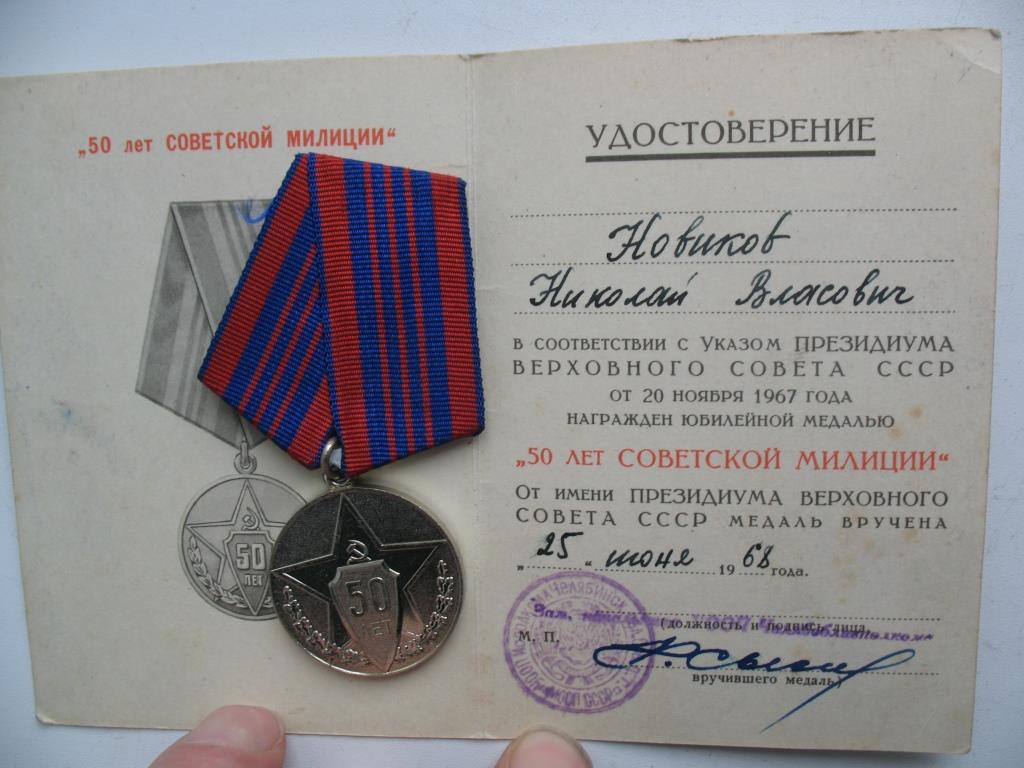 „50 лет СОВЕТСКОЙ МИЛИЦИИ“
50
ЛЕТ
50
ЛЕТ
УДОСТОВЕРЕНИЕ
Новиков
Николай Власович
В СООТВЕТСТВИИ С УКАЗОМ ПРЕЗИДИУМА
ВЕРХОВНОГО СОВЕТА СССР
ОТ 20 НОЯБРЯ 1967 ГОДА
НАГРАЖДЕН ЮБИЛЕЙНОЙ МЕДАЛЬЮ
„50 ЛЕТ СОВЕТСКОЙ МИЛИЦИИ“
ОТ ИМЕНИ ПРЕЗИДИУМА ВЕРХОВНОГО
СОВЕТА СССР МЕДАЛЬ ВРУЧЕНА
„25“ июня 1968 года.
Зам.
(должность и подпись лица,
М. П.
вручившего медаль)